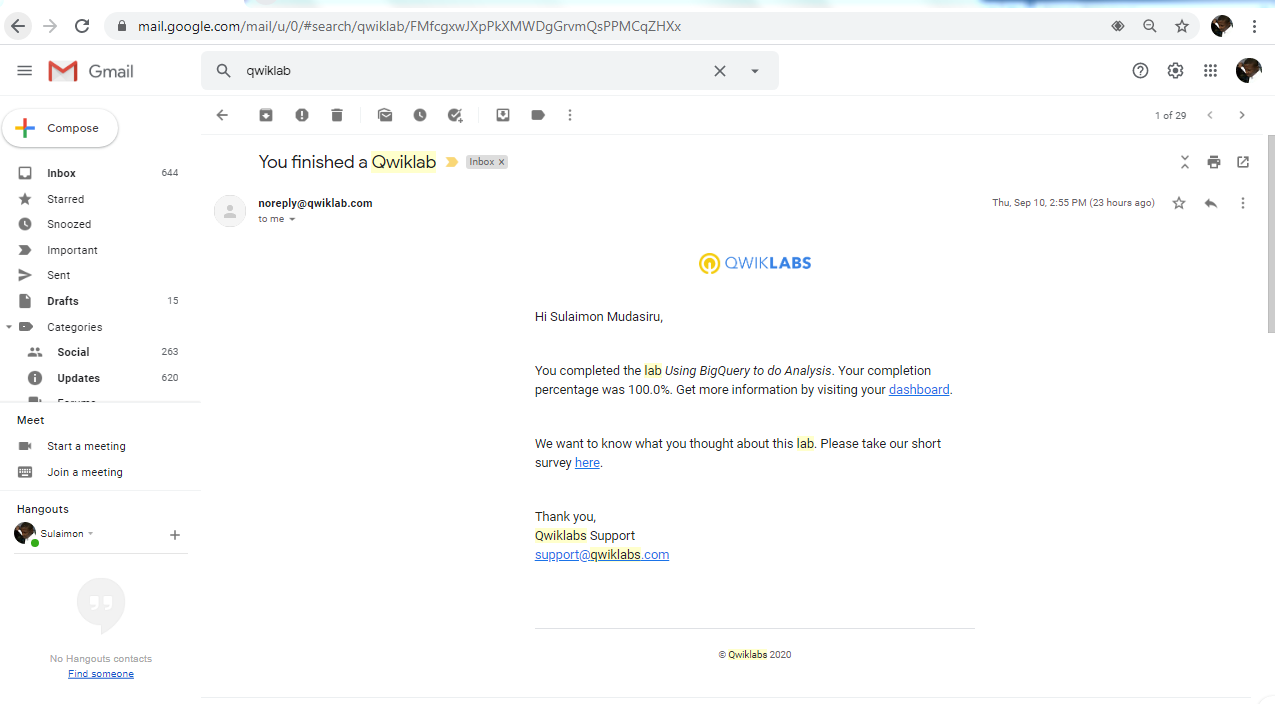 mail.google.com/mail/u/0/#search/qwiklab/FMfcgxwJXpPkXMWDgGrvmQsPPMCqZHXx
Gmail
qwiklab
Compose
1 of 29
You finished a Qwiklab Inbox x
Inbox 644
Starred
Snoozed
Important
Sent
Drafts 15
Categories
Social 263
Updates 620
Forums
Meet
Start a meeting
Join a meeting
Hangouts
Sulaimon
No Hangouts contacts
Find someone
noreply@qwiklab.com
Thu, Sep 10, 2:55 PM (23 hours ago)
to me
QWIKLABS
Hi Sulaimon Mudasiru,
You completed the lab Using BigQuery to do Analysis. Your completion
percentage was 100.0%. Get more information by visiting your dashboard.
We want to know what you thought about this lab. Please take our short
survey here.
Thank you,
Qwiklabs Support
support@qwiklabs.com
© Qwiklabs 2020